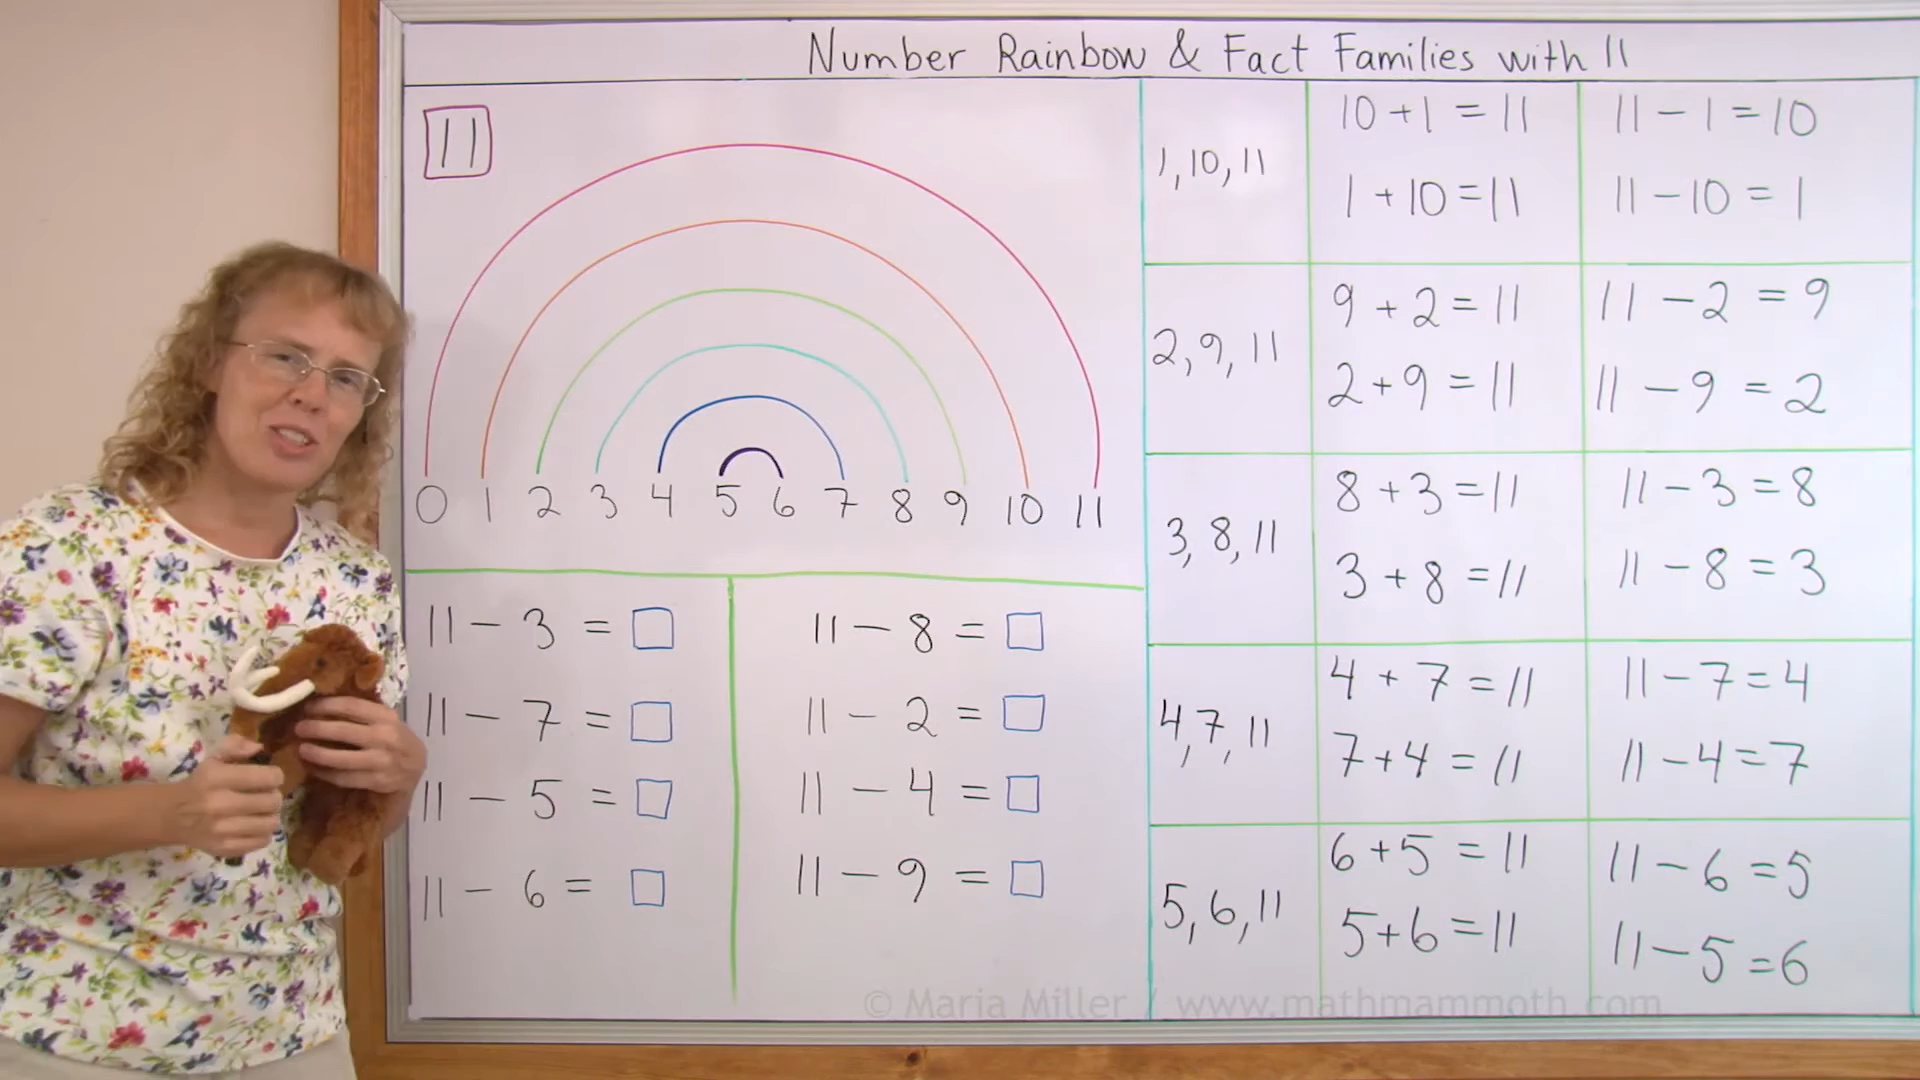 Number Rainbow & Fact Families with 11
11
0 1 2 3 4 5 6 7 8 9 10 11
11 - 3 = □
11 - 7 = □
11 - 5 = □
11 - 6 = □
11 - 8 = □
11 - 2 = □
11 - 4 = □
11 - 9 = □
1, 10, 11
10 + 1 = 11
1 + 10 = 11
11 - 1 = 10
11 - 10 = 1
2, 9, 11
9 + 2 = 11
2 + 9 = 11
11 - 2 = 9
11 - 9 = 2
3, 8, 11
8 + 3 = 11
3 + 8 = 11
11 - 3 = 8
11 - 8 = 3
4, 7, 11
4 + 7 = 11
7 + 4 = 11
11 - 7 = 4
11 - 4 = 7
5, 6, 11
6 + 5 = 11
5 + 6 = 11
11 - 6 = 5
11 - 5 = 6
© Maria Miller / www.mathmammoth.com